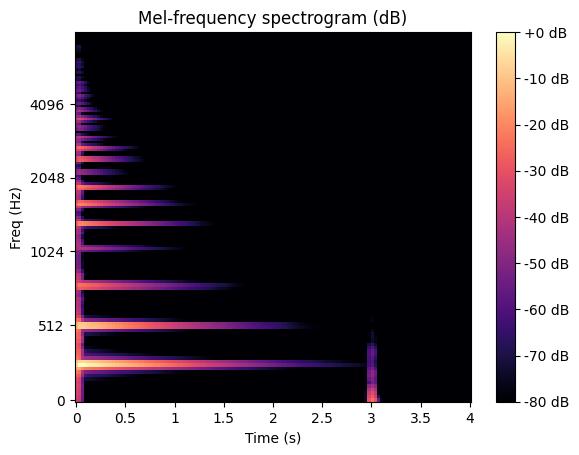 Mel-frequency spectrogram (dB)
+0 dB
-10 dB
-20 dB
-30 dB
-40 dB
-50 dB
-60 dB
-70 dB
-80 dB
Freq (Hz)
4096
2048
1024
512
0
0 0.5 1 1.5 2 2.5 3 3.5 4
Time (s)